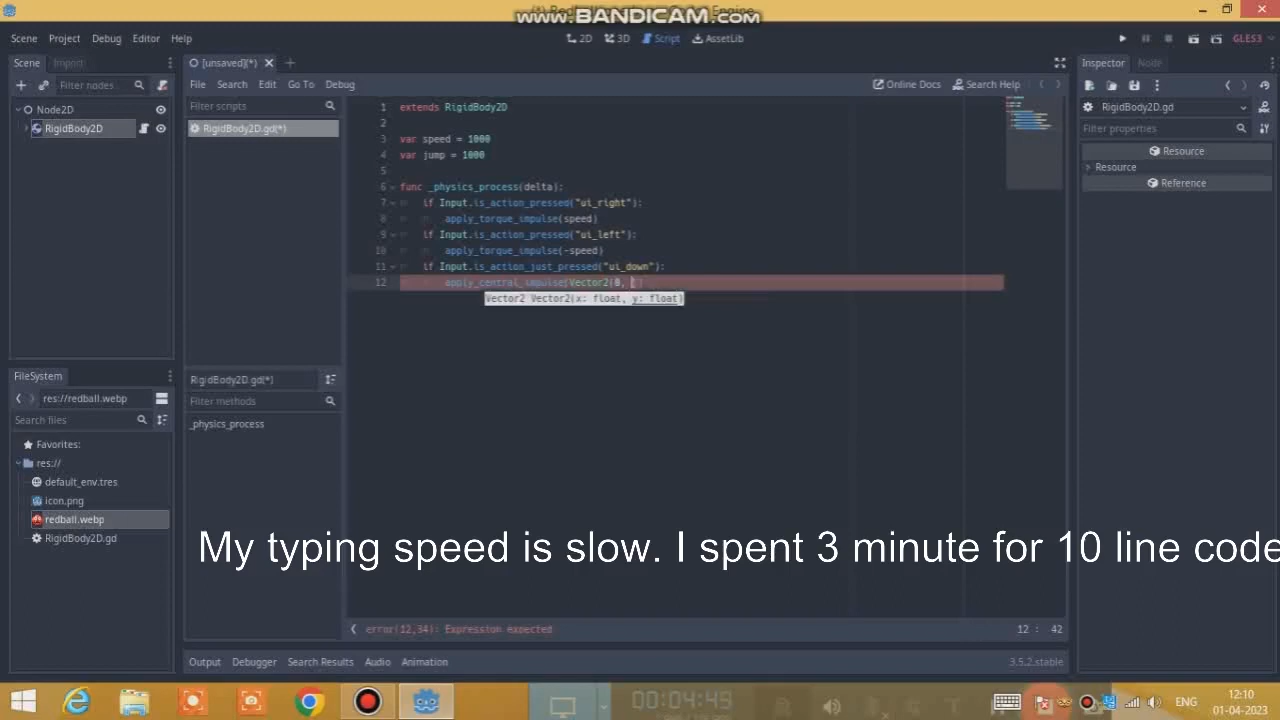 www.BANDICAM.com
Scene Project Debug Editor Help
2D 3D Script AssetLib
GLES3
Scene Import
Filter nodes
Node2D
RigidBody2D
[unsaved](*)
File Search Edit Go To Debug
Online Docs Search Help
Filter scripts
RigidBody2D.gd(*)
1 extends RigidBody2D
2
3 var speed = 1000
4 var jump = 1000
5
6 func _physics_process(delta):
7 if Input.is_action_pressed("ui_right"):
8 apply_torque_impulse(speed)
9 if Input.is_action_pressed("ui_left"):
10 apply_torque_impulse(-speed)
11 if Input.is_action_just_pressed("ui_down"):
12 apply_central_impulse(Vector2(0,
Vector2 Vector2(x: float, y: float)
RigidBody2D.gd(*)
Filter methods
_physics_process
error(12,34): Expression expected
12 : 42
Output Debugger Search Results Audio Animation
3.5.2.stable
Inspector Node
RigidBody2D.gd
Filter properties
Resource
Resource
Reference
FileSystem
res://redball.webp
Search files
Favorites:
res://
default_env.tres
icon.png
redball.webp
RigidBody2D.gd
My typing speed is slow. I spent 3 minute for 10 line code
00:04:49
ENG
12:10
01-04-2023